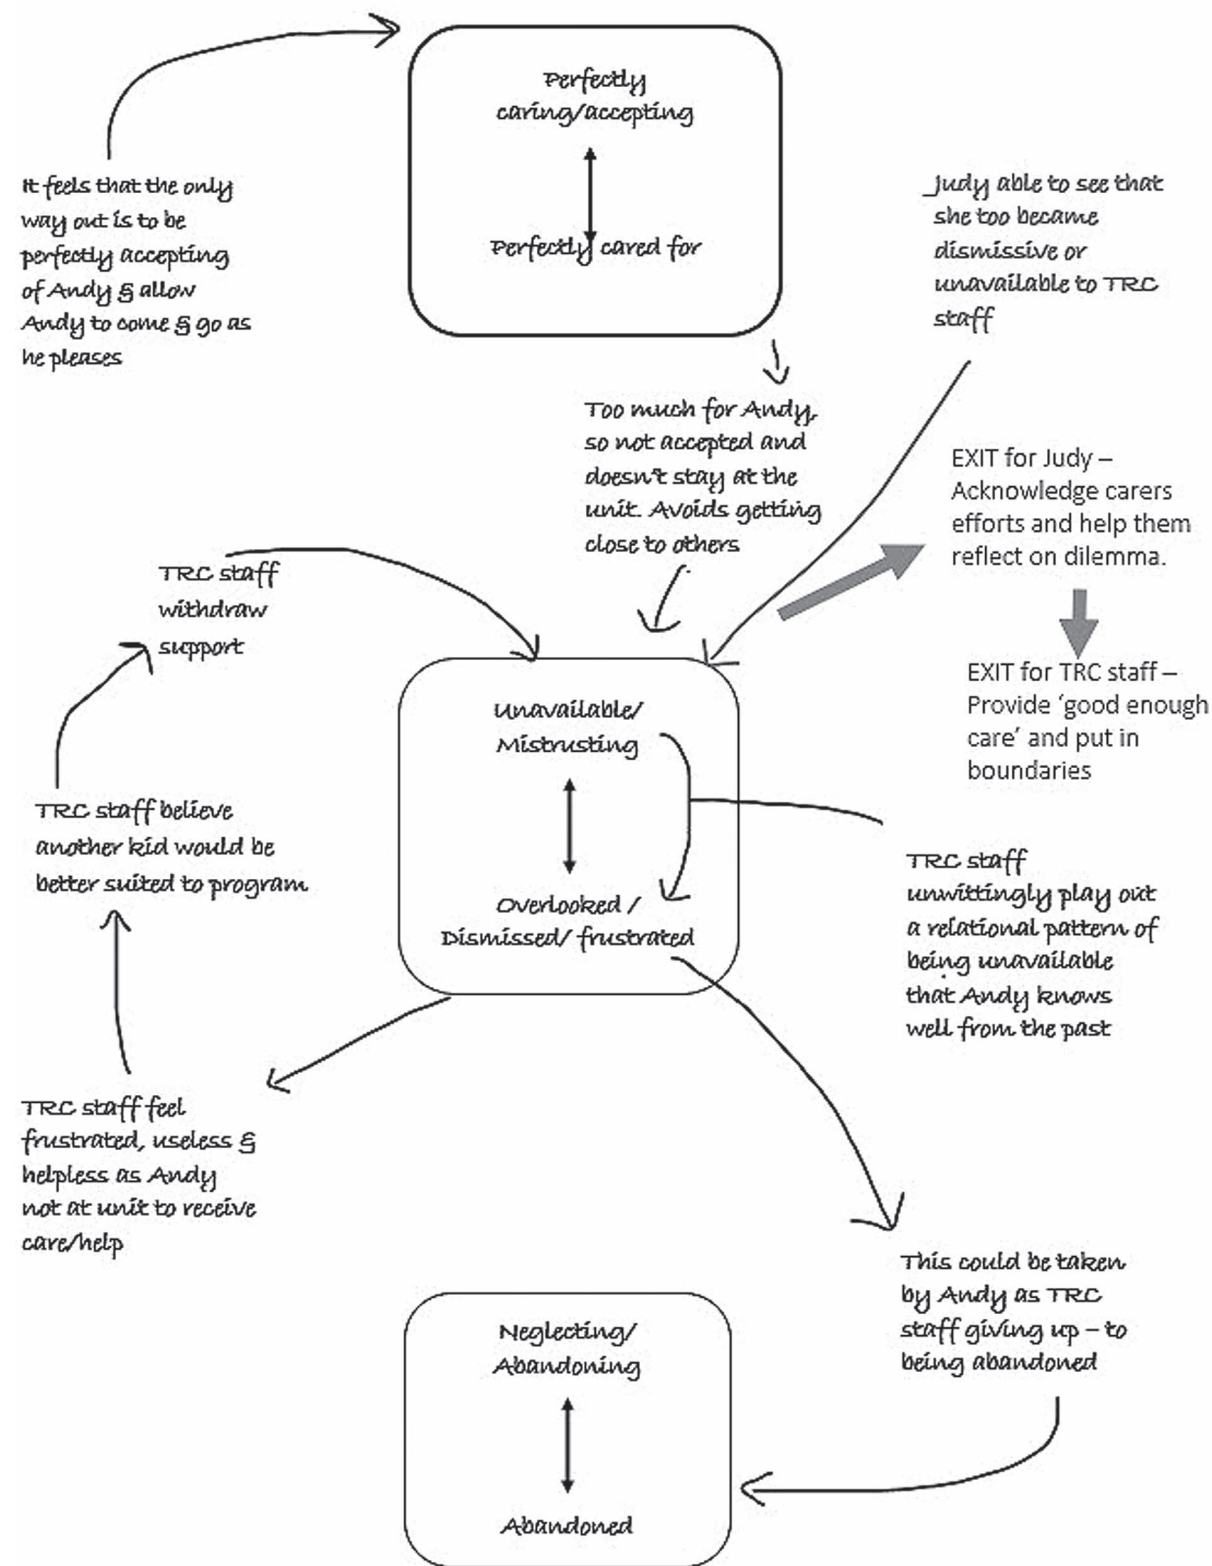 Perfectly
caring/accepting
Perfectly cared for
It feels that the only
way out is to be
perfectly accepting
of Andy & allow
Andy to come & go as
he pleases
Judy able to see that
she too became
dismissive or
unavailable to TRC
staff
Too much for Andy,
so not accepted and
doesn't stay at the
unit. Avoids getting
close to others
EXIT for Judy –
Acknowledge carers
efforts and help them
reflect on dilemma.
EXIT for TRC staff –
Provide ‘good enough
care’ and put in
boundaries
TRC staff
withdraw
support
Unavailable/
Mistrusting
Overlooked /
Dismissed/ frustrated
TRC staff believe
another kid would be
better suited to program
TRC staff
unwittingly play out
a relational pattern of
being unavailable
that Andy knows
well from the past
TRC staff feel
frustrated, useless &
helpless as Andy
not at unit to receive
care/help
This could be taken
by Andy as TRC
staff giving up – to
being abandoned
Neglecting/
Abandoning
Abandoned